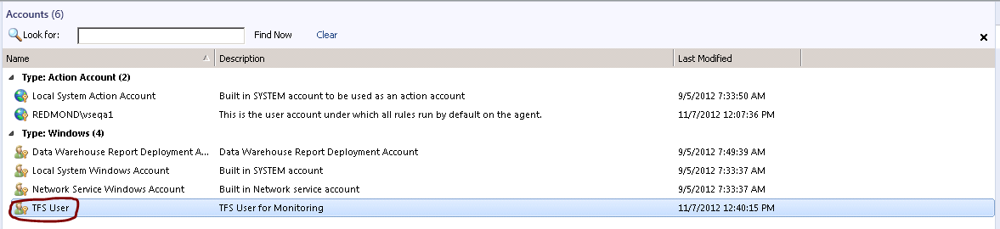 Accounts (6)
Look for: Find Now Clear
Name Description Last Modified
Type: Action Account (2)
Local System Action Account Built in SYSTEM account to be used as an action account 9/5/2012 7:33:50 AM
REDMOND\vseqa1 This is the user account under which all rules run by default on the agent. 11/7/2012 12:07:36 PM
Type: Windows (4)
Data Warehouse Report Deployment A... Data Warehouse Report Deployment Account 9/5/2012 7:49:39 AM
Local System Windows Account Built in SYSTEM account 9/5/2012 7:33:37 AM
Network Service Windows Account Built in Network service account 9/5/2012 7:33:37 AM
TFS User TFS User for Monitoring 11/7/2012 12:40:15 PM